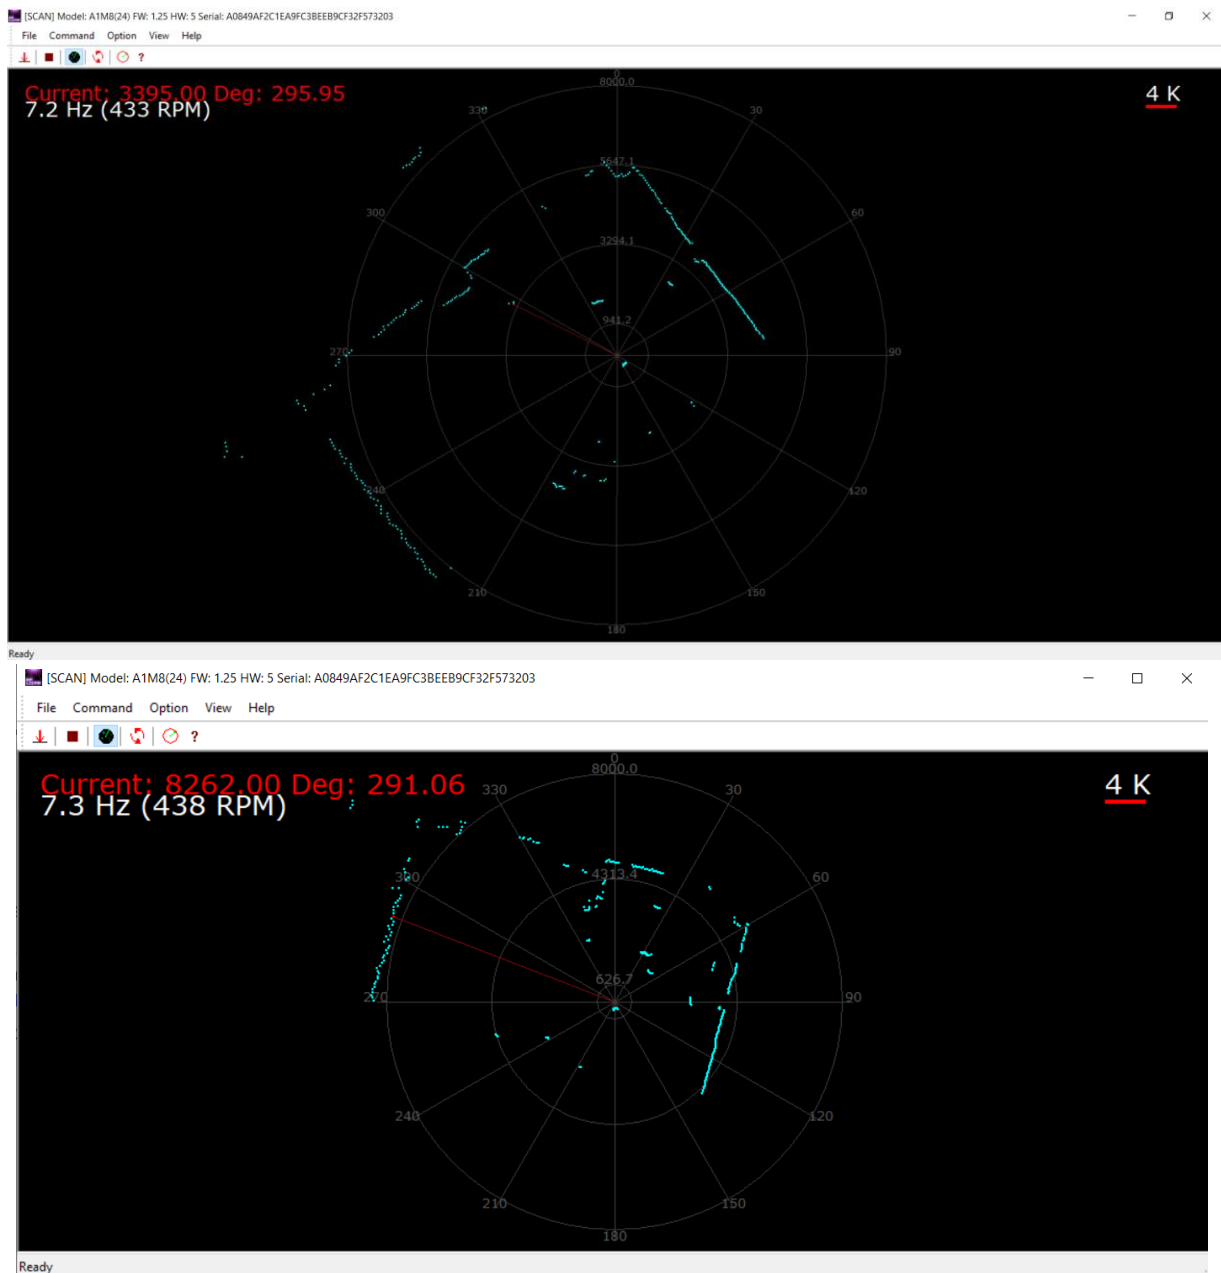 [SCAN] Model: A1M8(24) FW: 1.25 HW: 5 Serial: A0849AF2C1EA9FC3BEEB9CF32F573203
File Command Option View Help
?
Current: 3395.00 Deg: 295.95
7.2 Hz (433 RPM)
4 K
0
8000.0
330
30
5647.1
300
60
3294.1
941.2
270
90
240
120
210
150
180
Ready
[SCAN] Model: A1M8(24) FW: 1.25 HW: 5 Serial: A0849AF2C1EA9FC3BEEB9CF32F573203
File Command Option View Help
?
Current: 8262.00 Deg: 291.06
7.3 Hz (438 RPM)
4 K
0
8000.0
330
30
4313.4
300
60
626.7
270
90
240
120
210
150
180
Ready